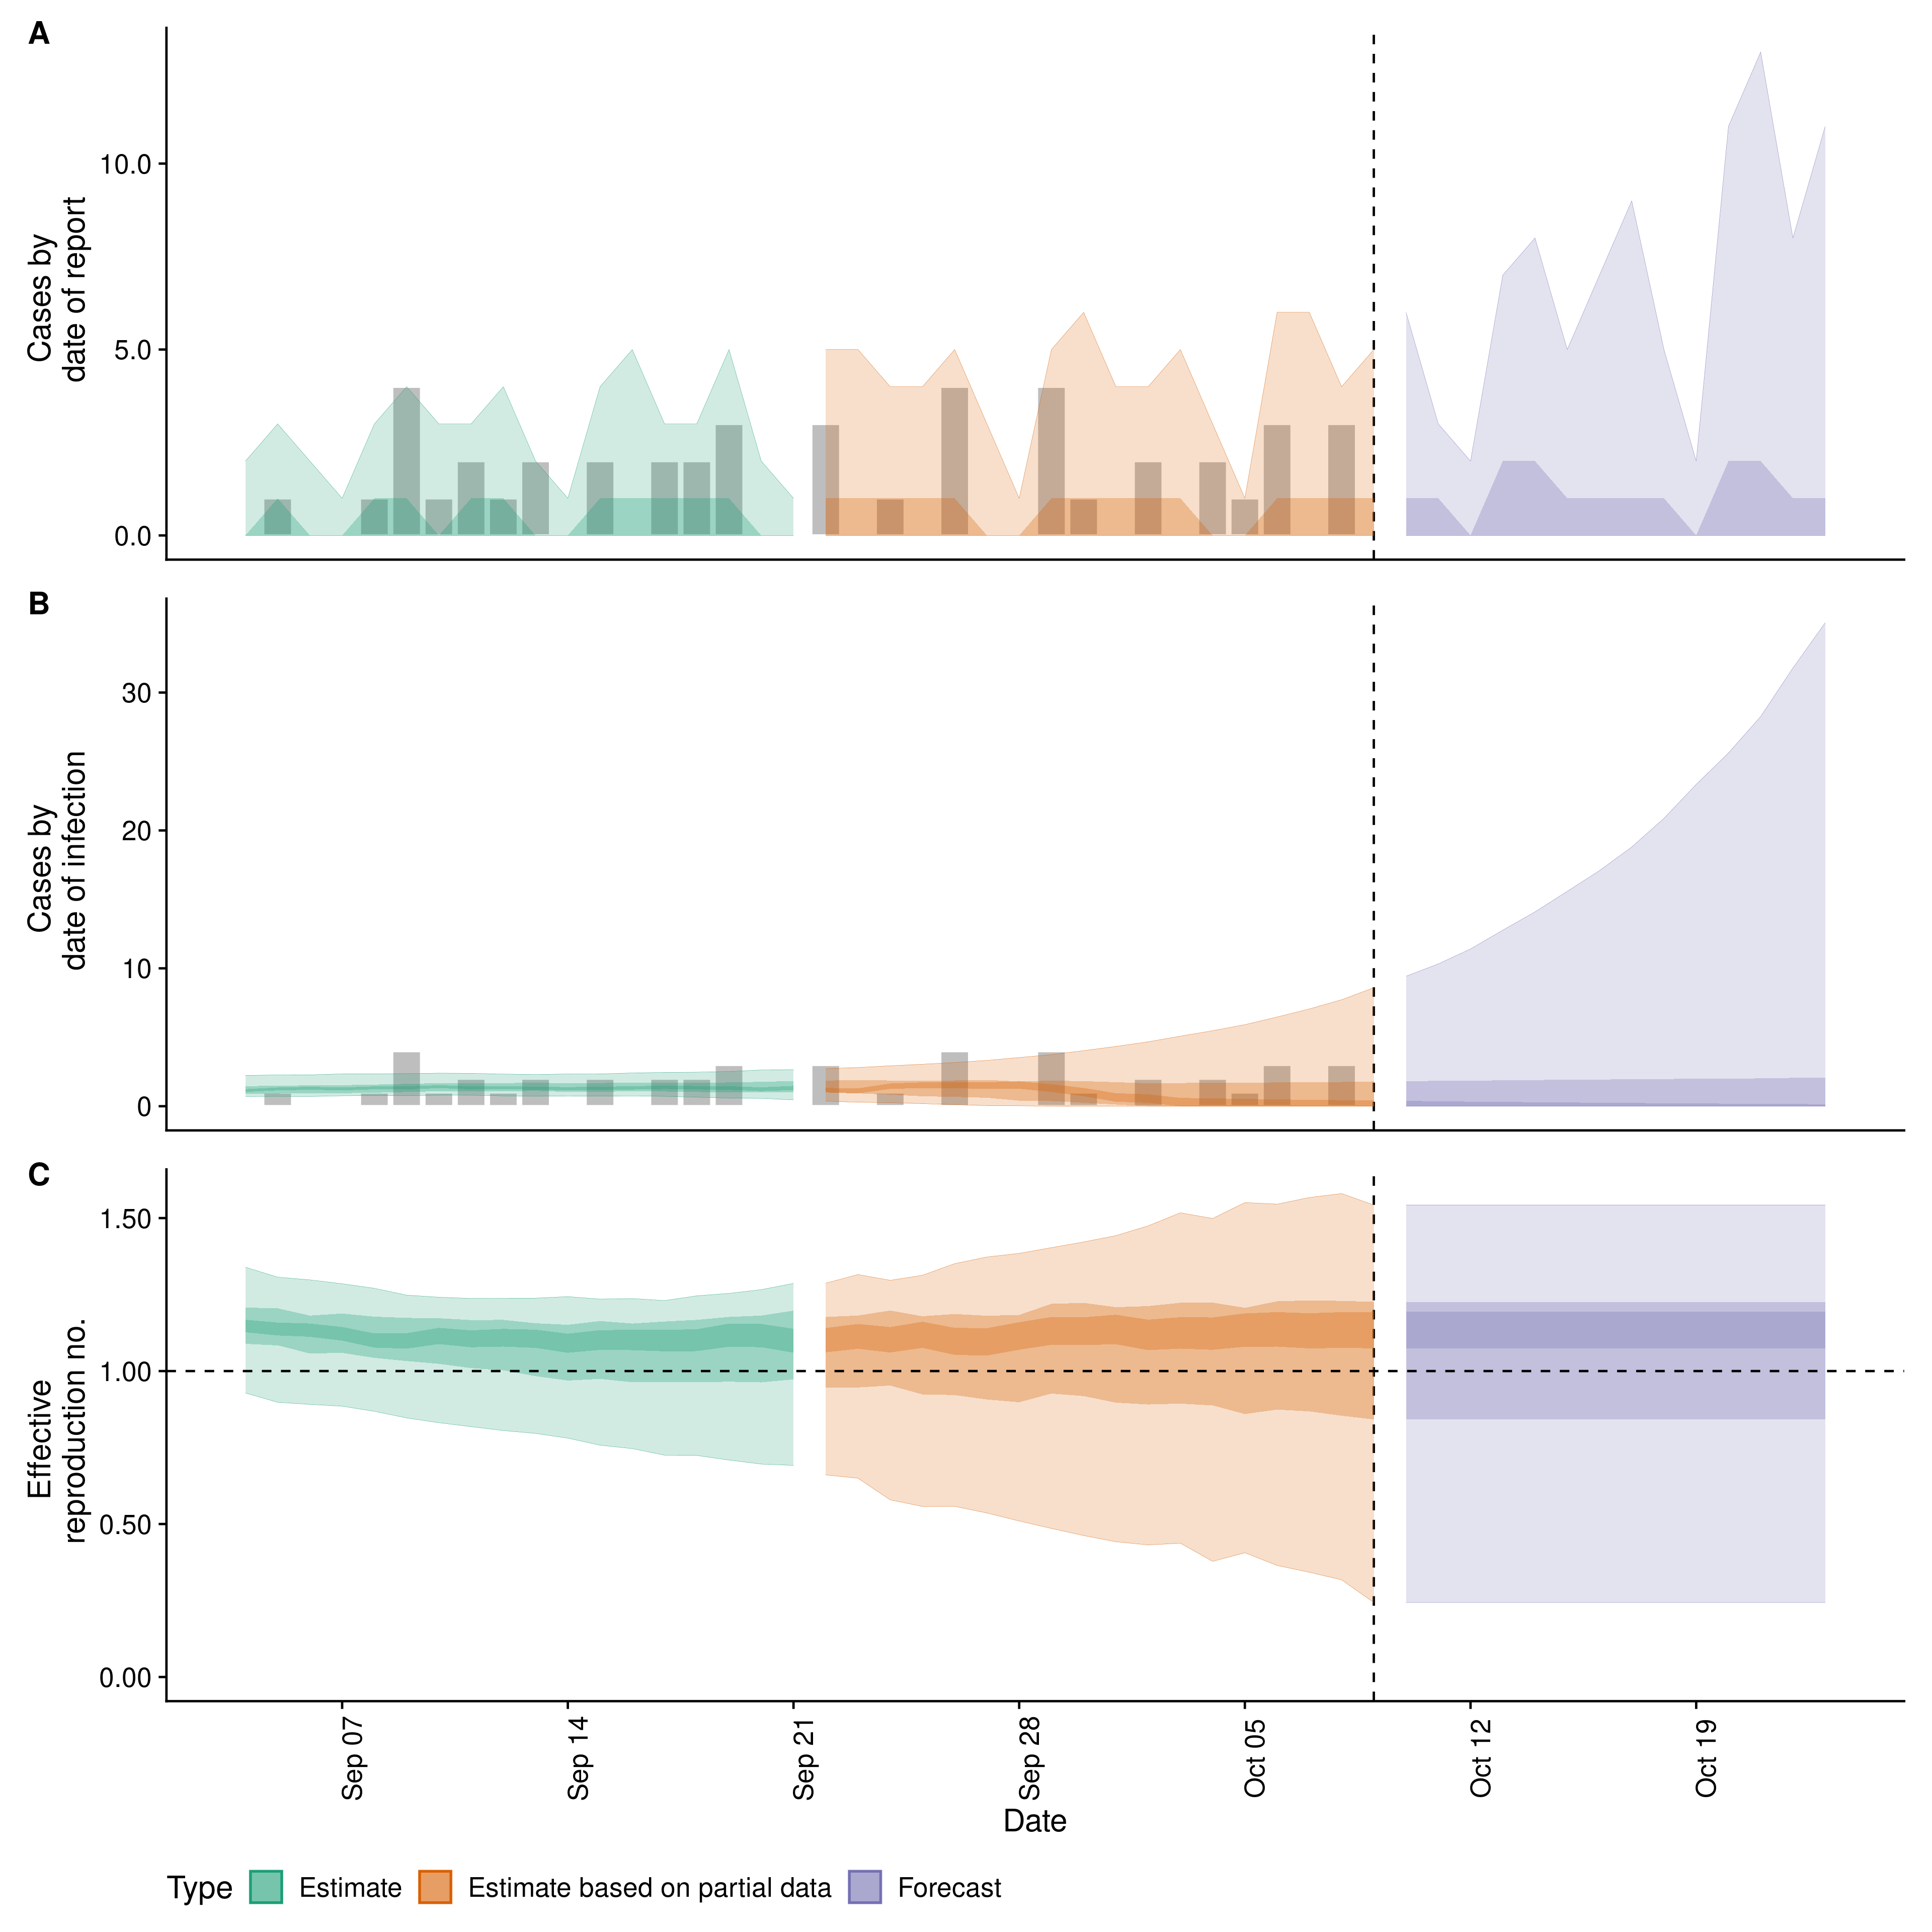 A
Cases by
date of report
10.0
5.0
0.0
B
Cases by
date of infection
30
20
10
0
C
Effective
reproduction no.
1.50
1.00
0.50
0.00
Sep 07
Sep 14
Sep 21
Sep 28
Oct 05
Oct 12
Oct 19
Date
Type Estimate Estimate based on partial data Forecast